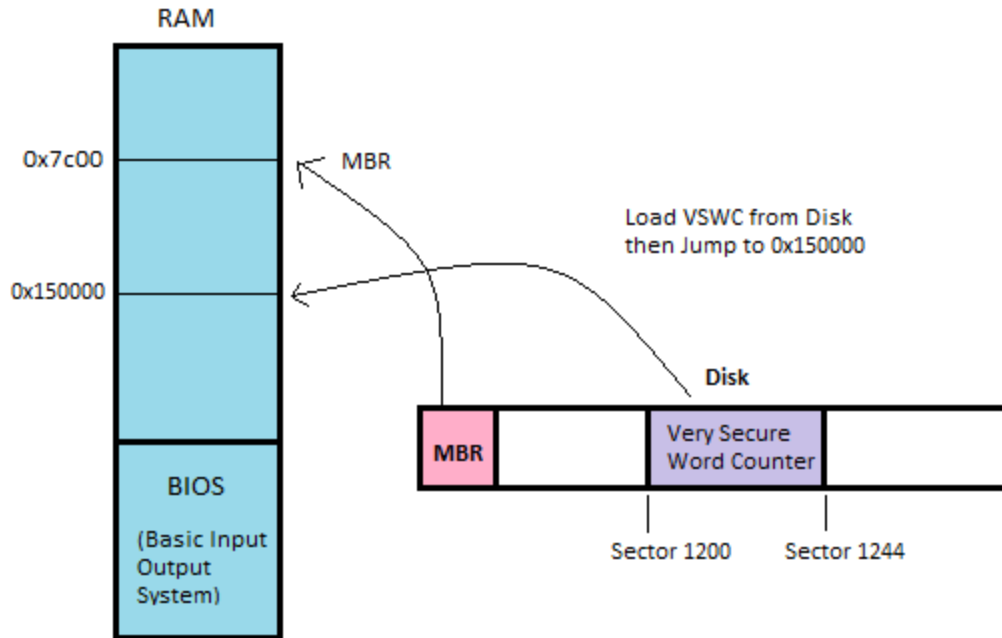 RAM
0x7c00
MBR
Load VSWC from Disk
then Jump to 0x150000
0x150000
Disk
MBR
Very Secure
Word Counter
BIOS
(Basic Input
Output
System)
Sector 1200
Sector 1244